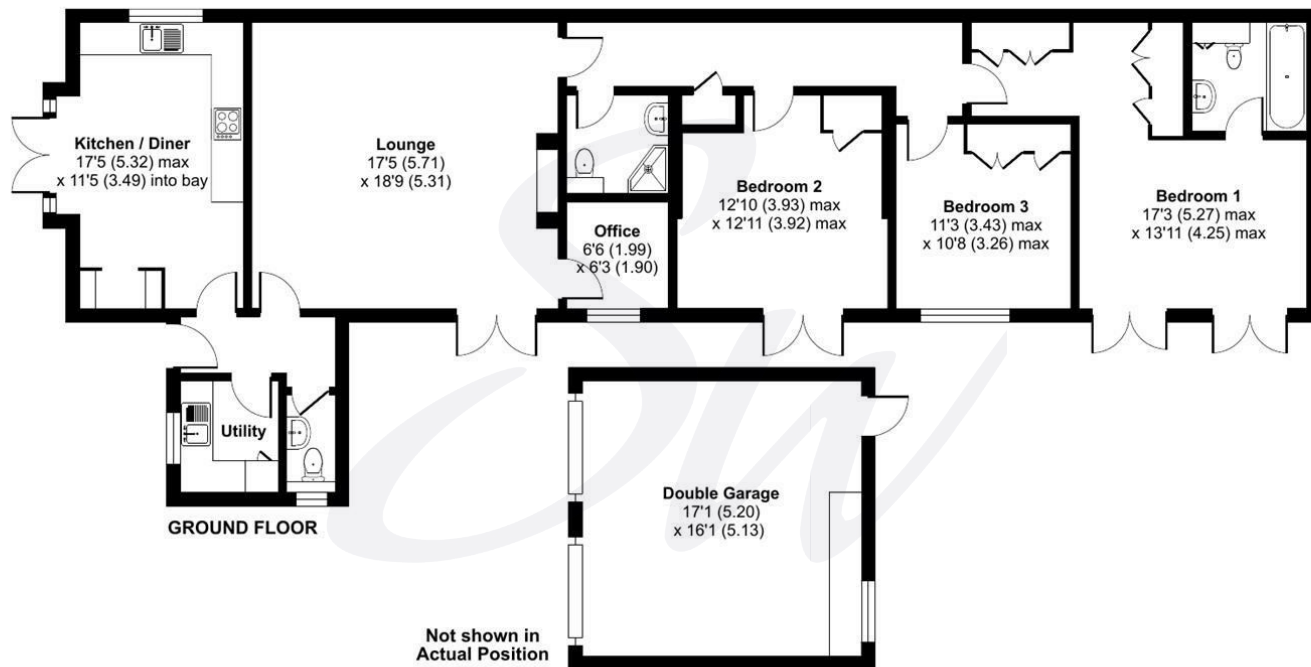 Kitchen / Diner
17'5 (5.32) max
x 11'5 (3.49) into bay
Lounge
17'5 (5.71)
x 18'9 (5.31)
Office
6'6 (1.99)
x 6'3 (1.90)
Bedroom 2
12'10 (3.93) max
x 12'11 (3.92) max
Bedroom 3
11'3 (3.43) max
x 10'8 (3.26) max
Bedroom 1
17'3 (5.27) max
x 13'11 (4.25) max
Utility
GROUND FLOOR
Double Garage
17'1 (5.20)
x 16'1 (5.13)
Not shown in
Actual Position